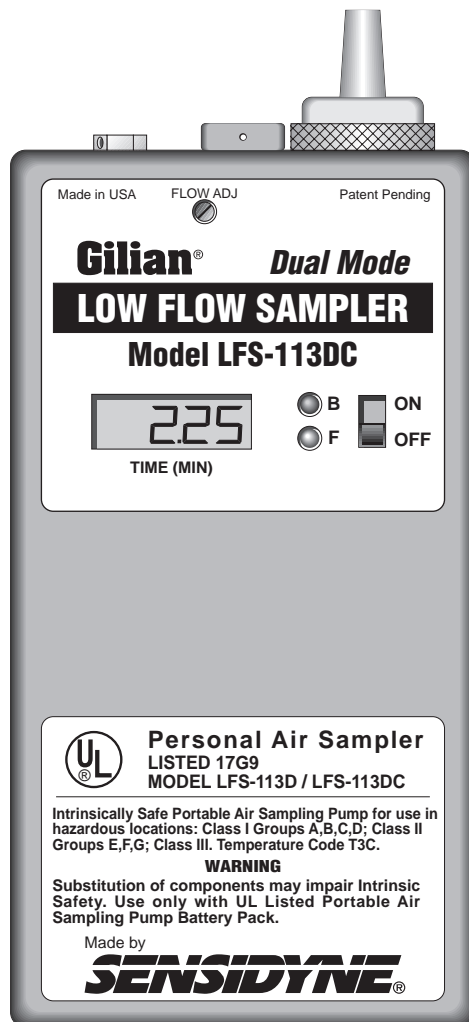 Made in USA FLOW ADJ Patent Pending
Gilian® Dual Mode
LOW FLOW SAMPLER
Model LFS-113DC
2.25
B ON
F OFF
TIME (MIN)
UL® Personal Air Sampler
LISTED 17G9
MODEL LFS-113D / LFS-113DC
Intrinsically Safe Portable Air Sampling Pump for use in
hazardous locations: Class I Groups A,B,C,D; Class II
Groups E,F,G; Class III. Temperature Code T3C.
WARNING
Substitution of components may impair Intrinsic
Safety. Use only with UL Listed Portable Air
Sampling Pump Battery Pack.
Made by
SENSIDYNE®